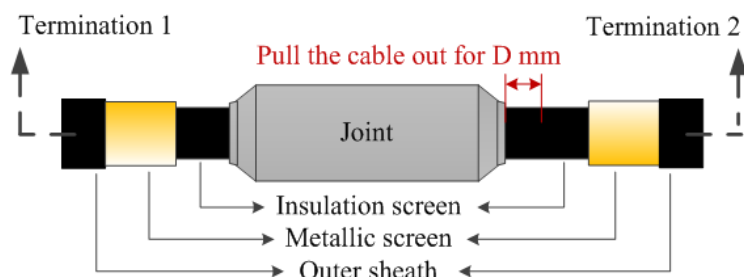 Termination 1
Termination 2
Pull the cable out for D mm
Joint
Insulation screen
Metallic screen
Outer sheath